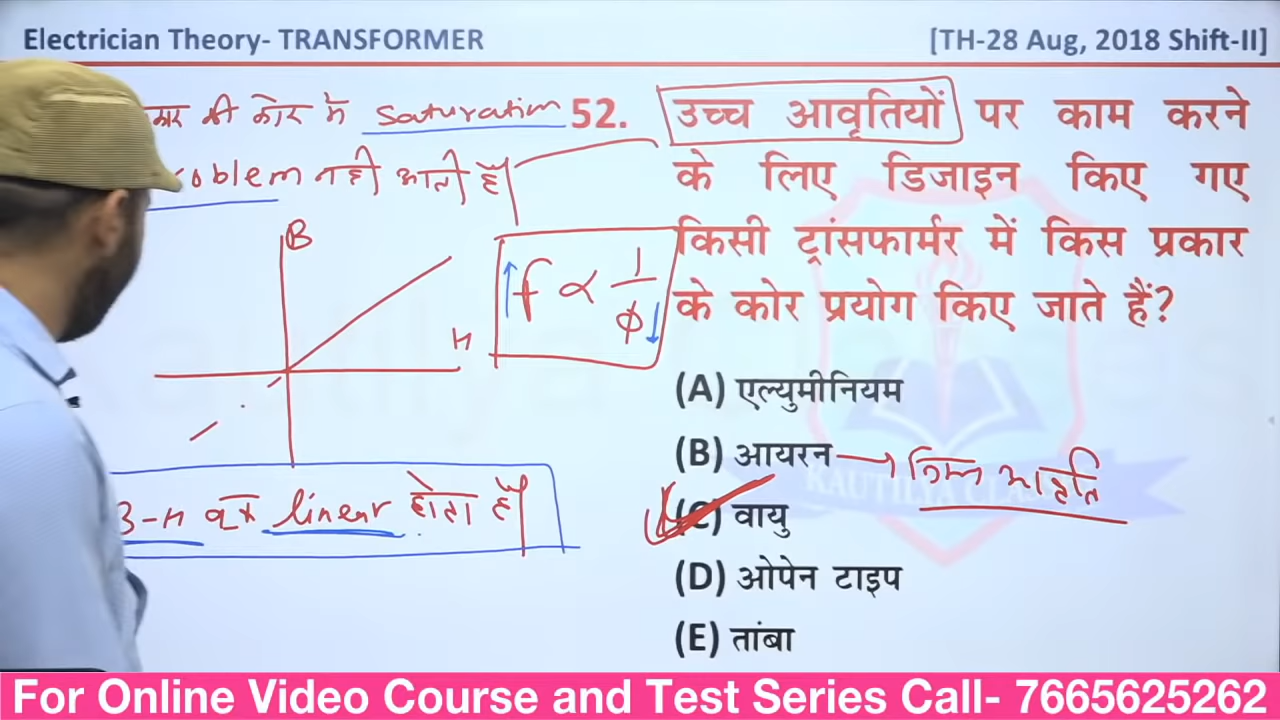 Electrician Theory- TRANSFORMER
[TH-28 Aug, 2018 Shift-II]
की कोर मे saturation
roblem नही आती है
B
H
f ∝ 1/φ
B-H वक्र linear होता है
52. उच्च आवृतियों पर काम करने
के लिए डिजाइन किए गए
किसी ट्रांसफार्मर में किस प्रकार
के कोर प्रयोग किए जाते हैं?
(A) एल्युमीनियम
(B) आयरन → निम्न आवृति
(C) वायु
(D) ओपेन टाइप
(E) तांबा
KAUTILYA CLAS
For Online Video Course and Test Series Call- 7665625262